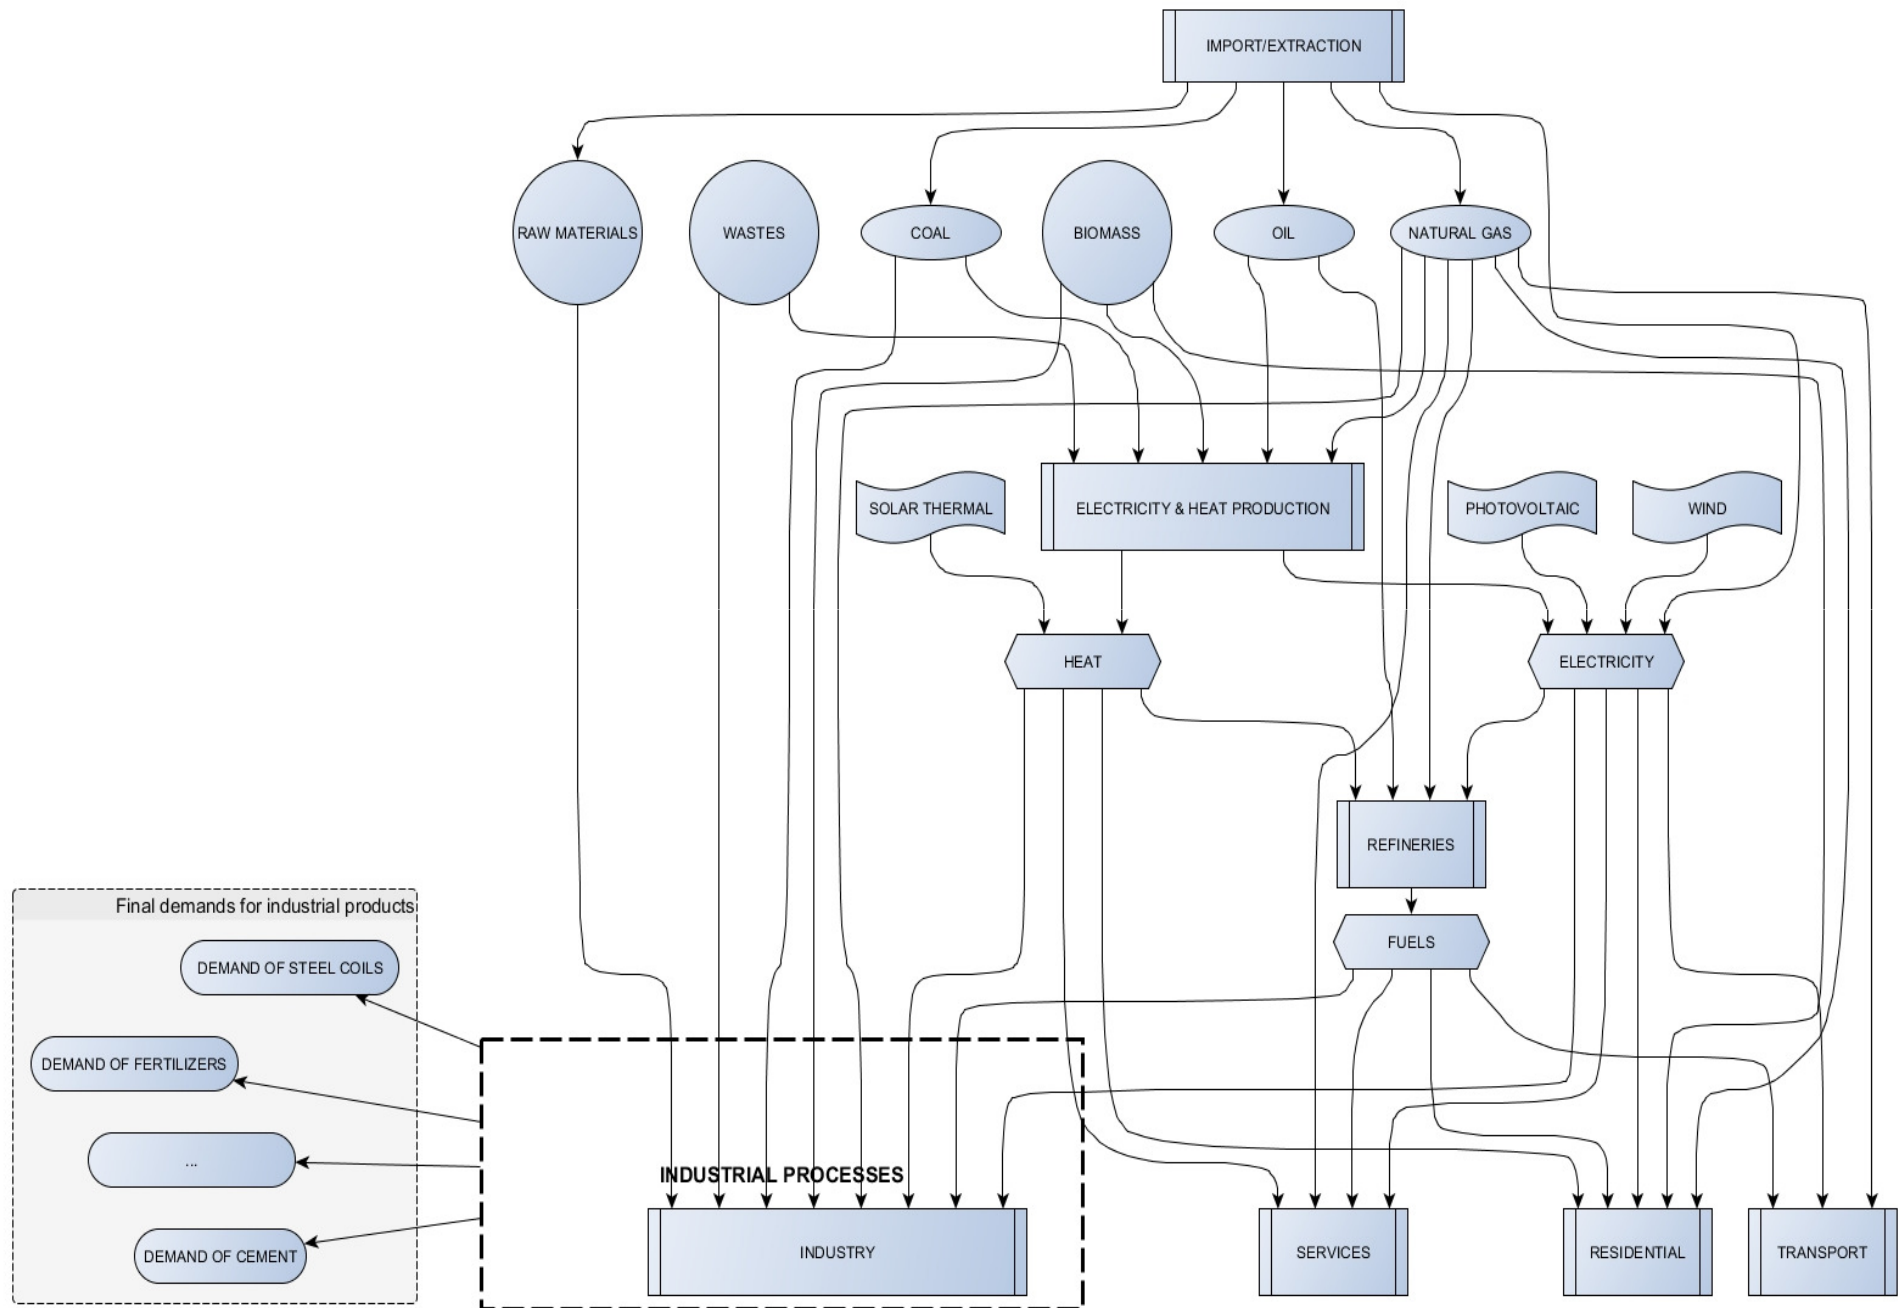 IMPORT/EXTRACTION
RAW MATERIALS
WASTES
COAL
BIOMASS
OIL
NATURAL GAS
SOLAR THERMAL
ELECTRICITY & HEAT PRODUCTION
PHOTOVOLTAIC
WIND
HEAT
ELECTRICITY
REFINERIES
FUELS
Final demands for industrial products
DEMAND OF STEEL COILS
DEMAND OF FERTILIZERS
...
DEMAND OF CEMENT
INDUSTRIAL PROCESSES
INDUSTRY
SERVICES
RESIDENTIAL
TRANSPORT